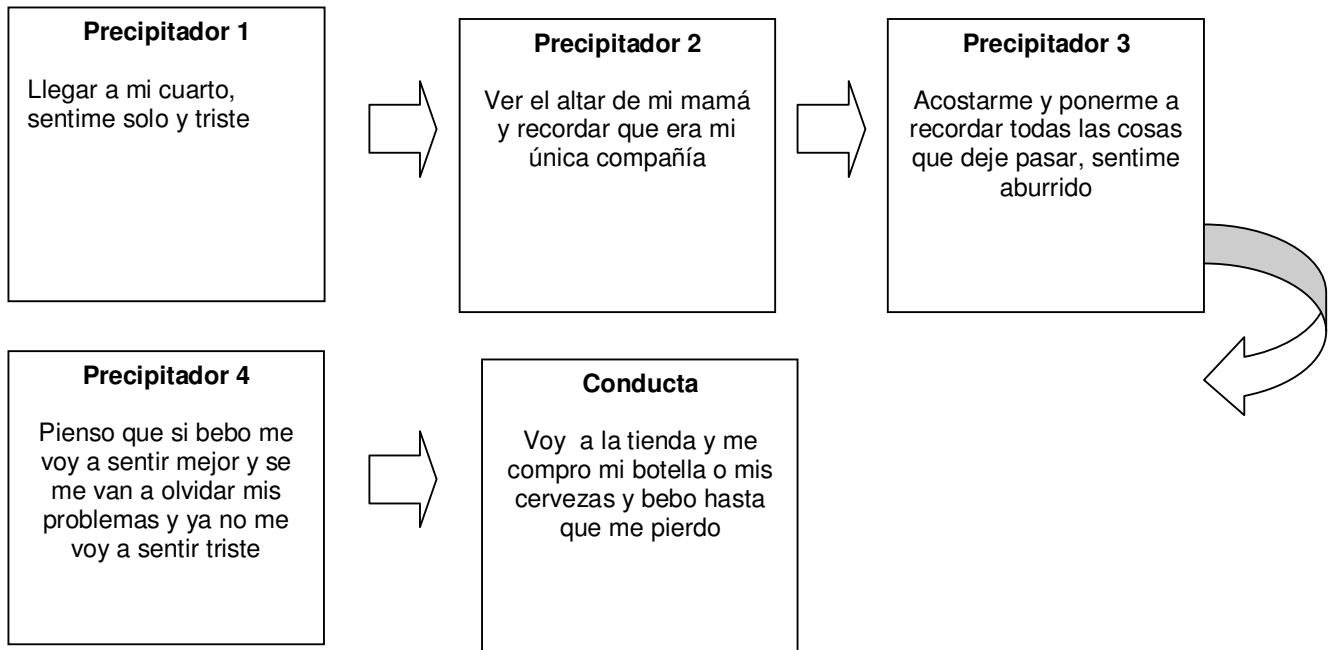 Precipitador 1
Llegar a mi cuarto,
sentime solo y triste
Precipitador 2
Ver el altar de mi mamá
y recordar que era mi
única compañía
Precipitador 3
Acostarme y ponerme a
recordar todas las cosas
que deje pasar, sentime
aburrido
Precipitador 4
Pienso que si bebo me
voy a sentir mejor y se
me van a olvidar mis
problemas y ya no me
voy a sentir triste
Conducta
Voy a la tienda y me
compro mi botella o mis
cervezas y bebo hasta
que me pierdo